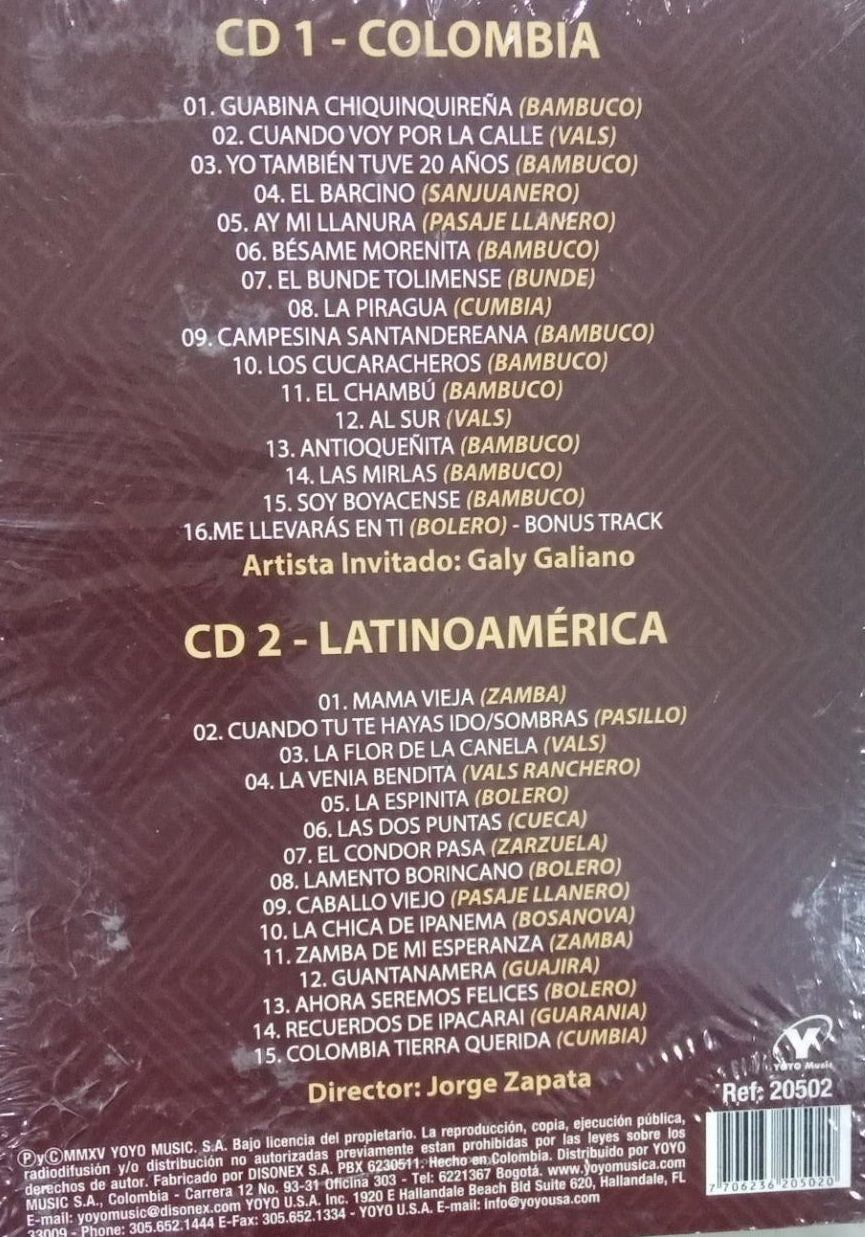 CD 1 - COLOMBIA
01. GUABINA CHIQUINQUIREÑA (BAMBUCO)
02. CUANDO VOY POR LA CALLE (VALS)
03. YO TAMBIÉN TUVE 20 AÑOS (BAMBUCO)
04. EL BARCINO (SANJUANERO)
05. AY MI LLANURA (PASAJE LLANERO)
06. BÉSAME MORENITA (BAMBUCO)
07. EL BUNDE TOLIMENSE (BUNDE)
08. LA PIRAGUA (CUMBIA)
09. CAMPESINA SANTANDEREANA (BAMBUCO)
10. LOS CUCARACHEROS (BAMBUCO)
11. EL CHAMBÚ (BAMBUCO)
12. AL SUR (VALS)
13. ANTIOQUEÑITA (BAMBUCO)
14. LAS MIRLAS (BAMBUCO)
15. SOY BOYACENSE (BAMBUCO)
16.ME LLEVARÁS EN TI (BOLERO) - BONUS TRACK
Artista Invitado: Galy Galiano
CD 2 - LATINOAMÉRICA
01. MAMA VIEJA (ZAMBA)
02. CUANDO TU TE HAYAS IDO/SOMBRAS (PASILLO)
03. LA FLOR DE LA CANELA (VALS)
04. LA VENIA BENDITA (VALS RANCHERO)
05. LA ESPINITA (BOLERO)
06. LAS DOS PUNTAS (CUECA)
07. EL CONDOR PASA (ZARZUELA)
08. LAMENTO BORINCANO (BOLERO)
09. CABALLO VIEJO (PASAJE LLANERO)
10. LA CHICA DE IPANEMA (BOSANOVA)
11. ZAMBA DE MI ESPERANZA (ZAMBA)
12. GUANTANAMERA (GUAJIRA)
13. AHORA SEREMOS FELICES (BOLERO)
14. RECUERDOS DE IPACARAI (GUARANIA)
15. COLOMBIA TIERRA QUERIDA (CUMBIA)
Director: Jorge Zapata
YOYO Music
Ref: 20502
ⓅyⒸMMXV YOYO MUSIC. S.A. Bajo licencia del propietario. La reproducción, copia, ejecución pública,
radiodifusión y/o distribución no autorizadas previamente estan prohibidas por las leyes sobre los
derechos de autor. Fabricado por DISONEX S.A. PBX 6230511. Hecho en Colombia. Distribuido por YOYO
MUSIC S.A., Colombia - Carrera 12 No. 93-31 Oficina 303 - Tel: 6221367 Bogotá. www.yoyomusica.com
E-mail: yoyomusic@disonex.com YOYO U.S.A. Inc. 1920 E Hallandale Beach Bld Suite 620, Hallandale, FL
33009 - Phone: 305.652.1444 E-Fax: 305.652.1334 - YOYO U.S.A. E-mail: info@yoyousa.com
7 706236 205020